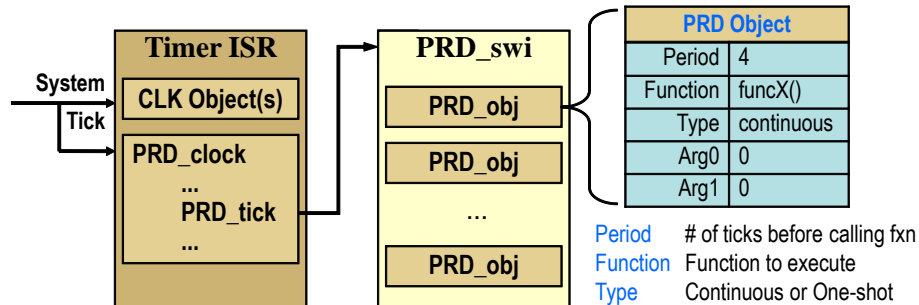 Timer ISR
System
Tick
CLK Object(s)
PRD_clock
...
PRD_tick
...
PRD_swi
PRD_obj
PRD_obj
...
PRD_obj
PRD Object
Period 4
Function funcX()
Type continuous
Arg0 0
Arg1 0
Period # of ticks before calling fxn
Function Function to execute
Type Continuous or One-shot